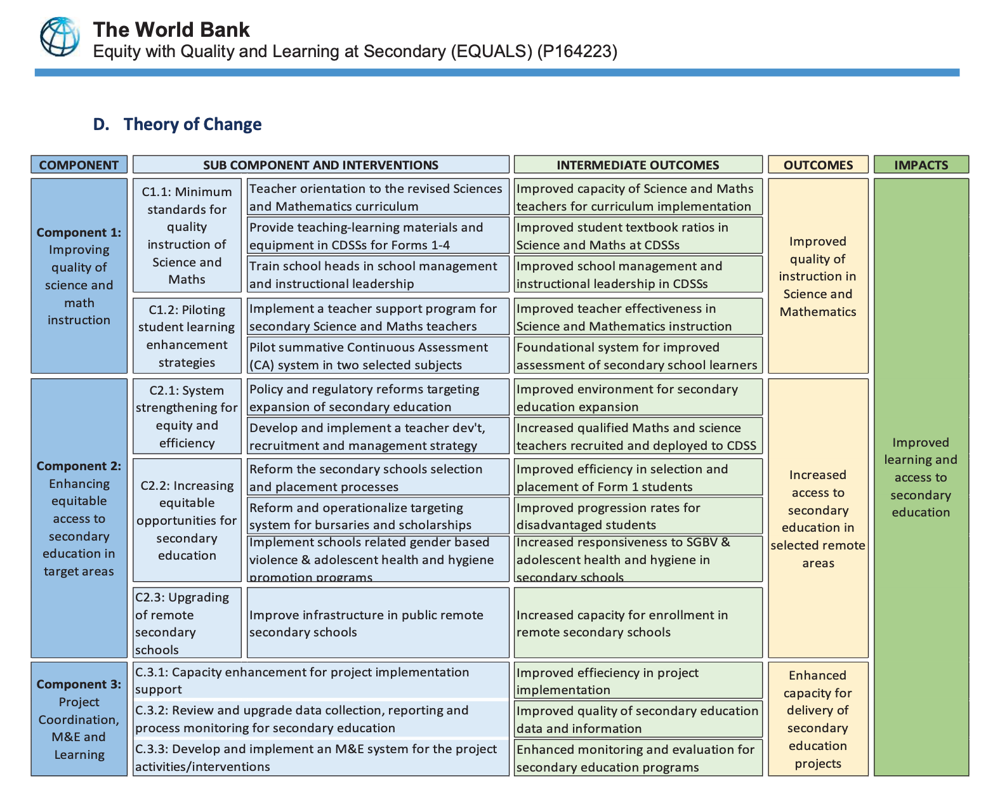 The World Bank
Equity with Quality and Learning at Secondary (EQUALS) (P164223)
D. Theory of Change
COMPONENT
SUB COMPONENT AND INTERVENTIONS
INTERMEDIATE OUTCOMES
OUTCOMES
IMPACTS
Component 1:
Improving
quality of
science and
math
instruction
C1.1: Minimum
standards for
quality
instruction of
Science and
Maths
Teacher orientation to the revised Sciences
and Mathematics curriculum
Improved capacity of Science and Maths
teachers for curriculum implementation
Provide teaching-learning materials and
equipment in CDSSs for Forms 1-4
Improved student textbook ratios in
Science and Maths at CDSSs
Train school heads in school management
and instructional leadership
Improved school management and
instructional leadership in CDSSs
C1.2: Piloting
student learning
enhancement
strategies
Implement a teacher support program for
secondary Science and Maths teachers
Improved teacher effectiveness in
Science and Mathematics instruction
Pilot summative Continuous Assessment
(CA) system in two selected subjects
Foundational system for improved
assessment of secondary school learners
Improved
quality of
instruction in
Science and
Mathematics
Component 2:
Enhancing
equitable
access to
secondary
education in
target areas
C2.1: System
strengthening for
equity and
efficiency
Policy and regulatory reforms targeting
expansion of secondary education
Improved environment for secondary
education expansion
Develop and implement a teacher dev't,
recruitment and management strategy
Increased qualified Maths and science
teachers recruited and deployed to CDSS
C2.2: Increasing
equitable
opportunities for
secondary
education
Reform the secondary schools selection
and placement processes
Improved efficiency in selection and
placement of Form 1 students
Reform and operationalize targeting
system for bursaries and scholarships
Improved progression rates for
disadvantaged students
Implement schools related gender based
violence & adolescent health and hygiene
promotion programs
Increased responsiveness to SGBV &
adolescent health and hygiene in
secondary schools
C2.3: Upgrading
of remote
secondary
schools
Improve infrastructure in public remote
secondary schools
Increased capacity for enrollment in
remote secondary schools
Increased
access to
secondary
education in
selected remote
areas
Component 3:
Project
Coordination,
M&E and
Learning
C.3.1: Capacity enhancement for project implementation
support
Improved effieciency in project
implementation
C.3.2: Review and upgrade data collection, reporting and
process monitoring for secondary education
Improved quality of secondary education
data and information
C.3.3: Develop and implement an M&E system for the project
activities/interventions
Enhanced monitoring and evaluation for
secondary education programs
Enhanced
capacity for
delivery of
secondary
education
projects
Improved
learning and
access to
secondary
education